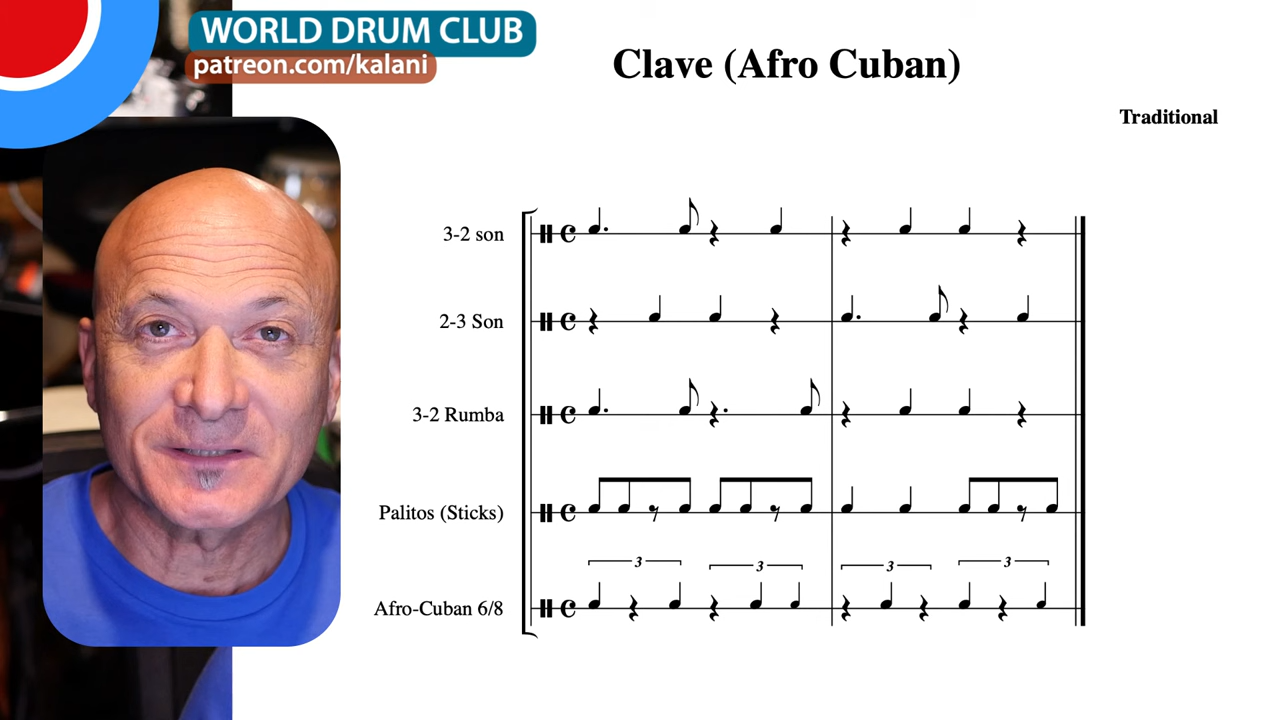 WORLD DRUM CLUB
patreon.com/kalani
Clave (Afro Cuban)
Traditional
3-2 son
2-3 Son
3-2 Rumba
Palitos (Sticks)
3 3 3 3
Afro-Cuban 6/8